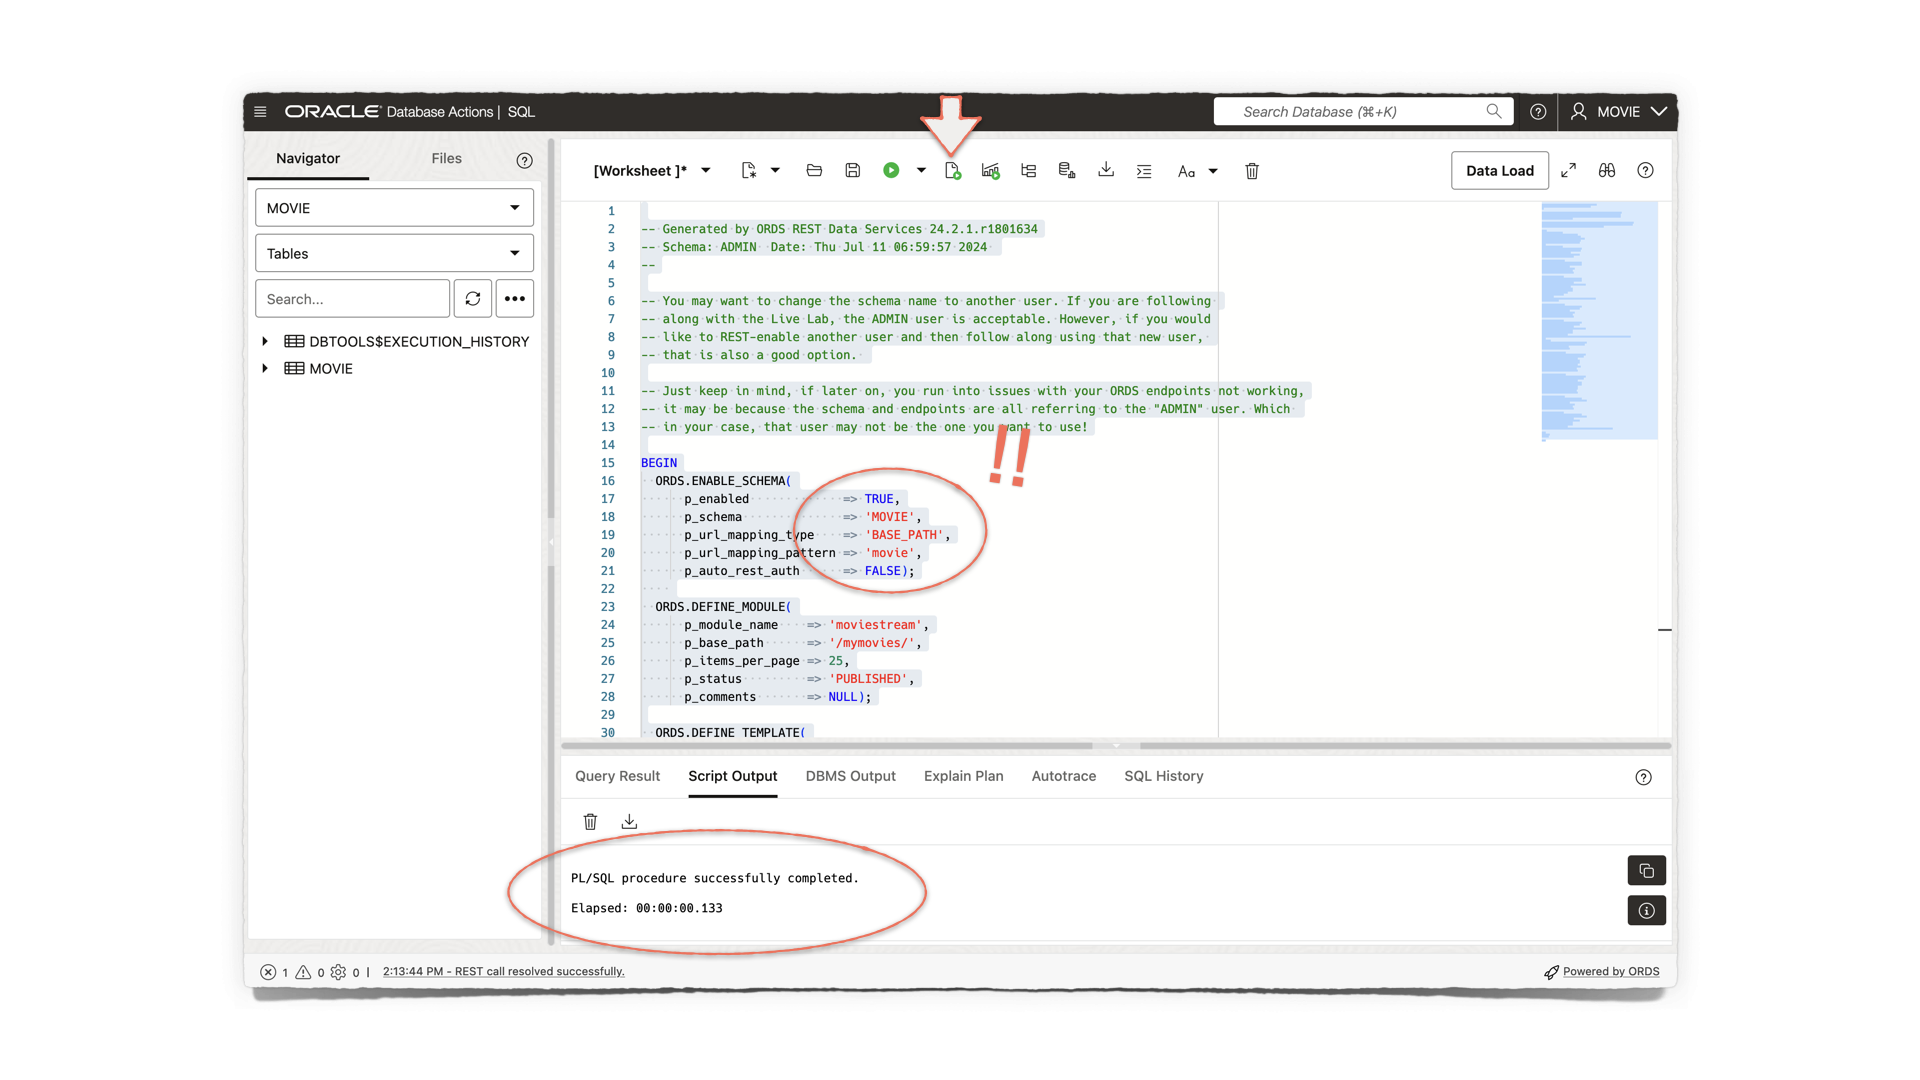 ORACLE Database Actions | SQL
Search Database (⌘+K)
MOVIE
Navigator
Files
MOVIE
Tables
Search...
DBTOOLS$EXECUTION_HISTORY
MOVIE
[Worksheet ]*
Aa
Data Load
1
2 -- Generated by ORDS REST Data Services 24.2.1.r1801634
3 -- Schema: ADMIN  Date: Thu Jul 11 06:59:57 2024
4 --
5
6 -- You may want to change the schema name to another user. If you are following
7 -- along with the Live Lab, the ADMIN user is acceptable. However, if you would
8 -- like to REST-enable another user and then follow along using that new user,
9 -- that is also a good option.
10
11 -- Just keep in mind, if later on, you run into issues with your ORDS endpoints not working,
12 -- it may be because the schema and endpoints are all referring to the "ADMIN" user. Which
13 -- in your case, that user may not be the one you want to use!
!!
14
15 BEGIN
16 ORDS.ENABLE_SCHEMA(
17 p_enabled => TRUE,
18 p_schema => 'MOVIE',
19 p_url_mapping_type => 'BASE_PATH',
20 p_url_mapping_pattern => 'movie',
21 p_auto_rest_auth => FALSE);
22
23 ORDS.DEFINE_MODULE(
24 p_module_name => 'moviestream',
25 p_base_path => '/mymovies/',
26 p_items_per_page => 25,
27 p_status => 'PUBLISHED',
28 p_comments => NULL);
29
30 ORDS.DEFINE_TEMPLATE(
Query Result
Script Output
DBMS Output
Explain Plan
Autotrace
SQL History
PL/SQL procedure successfully completed.
Elapsed: 00:00:00.133
1 0 0 | 2:13:44 PM - REST call resolved successfully.
Powered by ORDS